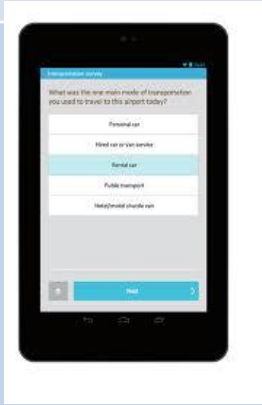 Transportation survey
What was the one main mode of transportation
you used to travel to this airport today?
Personal car
Hired car or van service
Rental car
Public transport
Hotel/motel shuttle van
Next